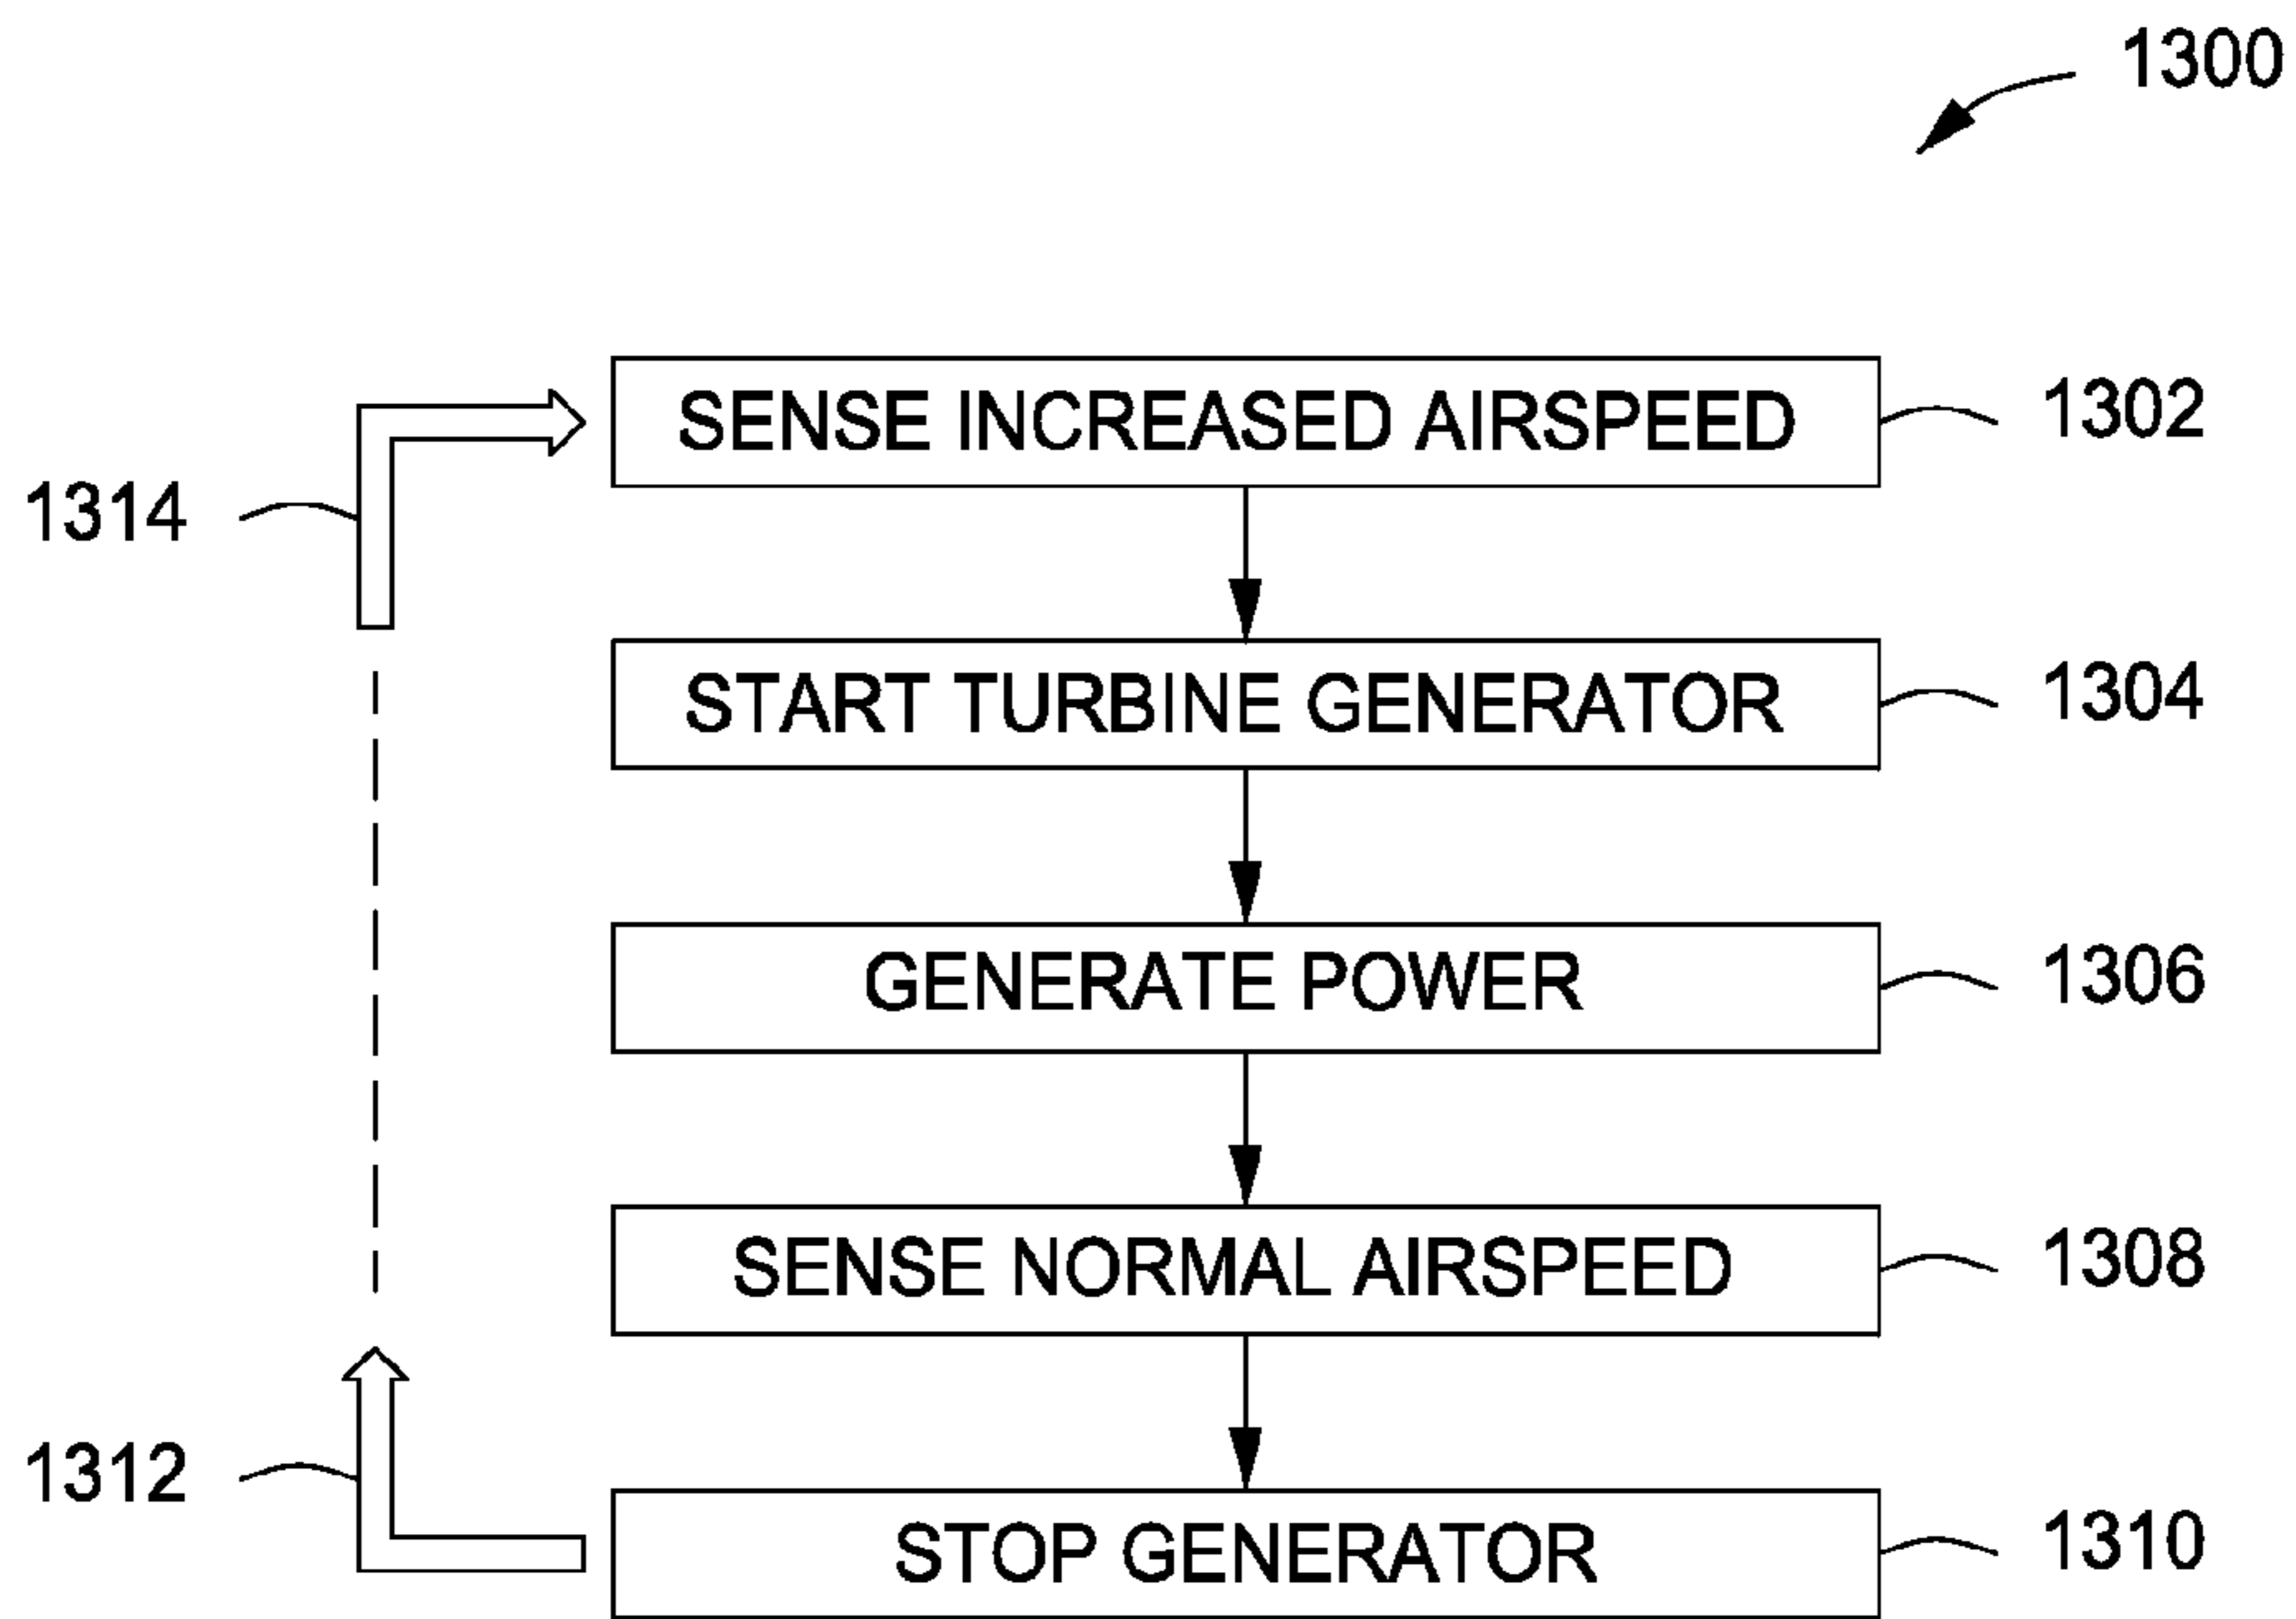 1300
SENSE INCREASED AIRSPEED
1302
1314
START TURBINE GENERATOR
1304
GENERATE POWER
1306
SENSE NORMAL AIRSPEED
1308
1312
STOP GENERATOR
1310